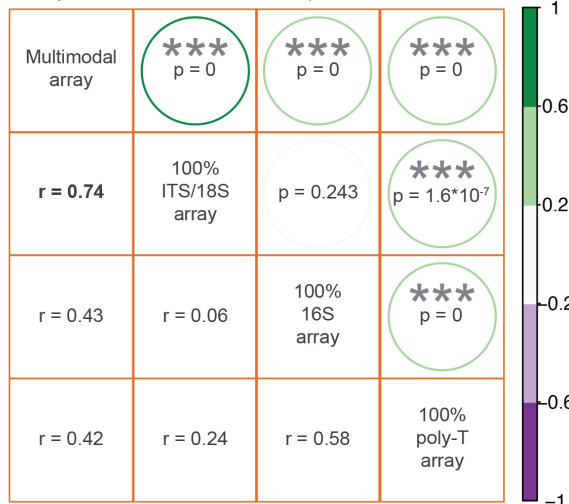 Multimodal
array
***
p = 0
***
p = 0
***
p = 0
r = 0.74
100%
ITS/18S
array
p = 0.243
***
p = 1.6*10⁻⁷
r = 0.43
r = 0.06
100%
16S
array
***
p = 0
r = 0.42
r = 0.24
r = 0.58
100%
poly-T
array
1
0.6
0.2
-0.2
-0.6
-1